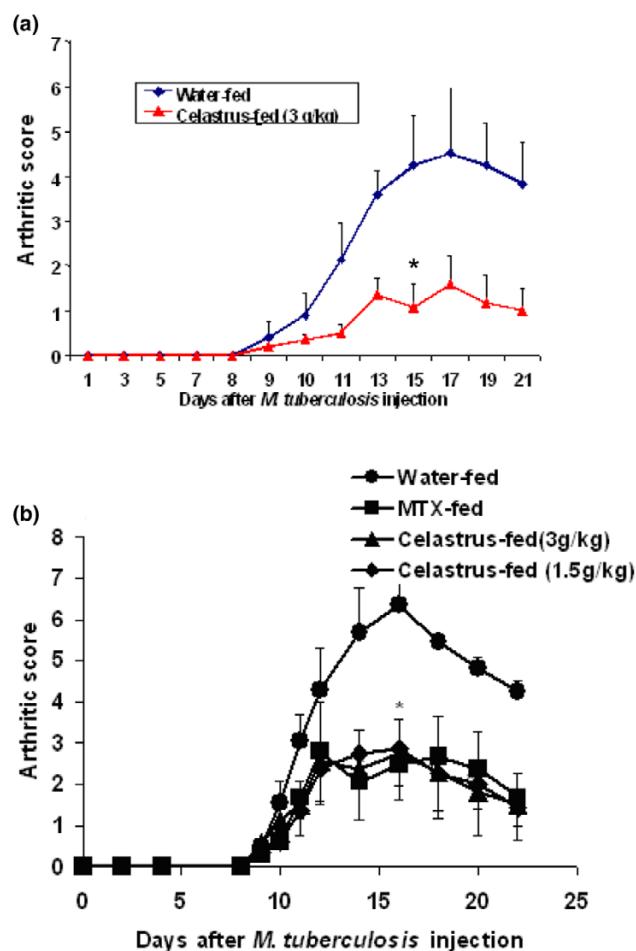 (a)
7
6
5
4
3
2
1
0
Arthritic score
Water-fed
Celastrus-fed (3 g/kg)
*
1 3 5 7 8 9 10 11 13 15 17 19 21
Days after M. tuberculosis injection
(b)
Water-fed
MTX-fed
Celastrus-fed(3g/kg)
Celastrus-fed (1.5g/kg)
8
7
6
5
4
3
2
1
0
Arthritic score
*
0 5 10 15 20 25
Days after M. tuberculosis injection